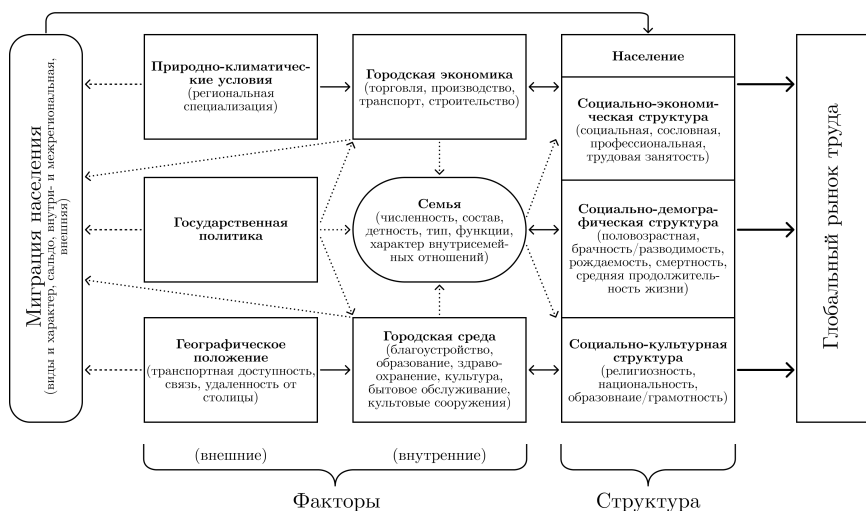 Миграция населения
(виды и характер, сальдо, внутри- и межрегиональная,
внешняя)
Природно-климатичес-
кие условия
(региональная
специализация)
Государственная
политика
Географическое
положение
(транспортная доступность,
связь, удаленность от
столицы)
Городская экономика
(торговля, производство,
транспорт, строительство)
Семья
(численность, состав,
детность, тип, функции,
характер внутрисемей-
ных отношений)
Городская среда
(благоустройство,
образование, здраво-
охранение, культура,
бытовое обслуживание,
культовые сооружения)
Население
Социально-экономи-
ческая структура
(социальная, сословная,
профессиональная,
трудовая занятость)
Социально-демогра-
фическая структура
(половозрастная,
брачность/разводимость,
рождаемость, смертность,
средняя продолжитель-
ность жизни)
Социально-культурная
структура
(религиозность,
национальность,
образовнаие/грамотность)
Глобальный рынок труда
(внешние)
(внутренние)
Факторы
Структура